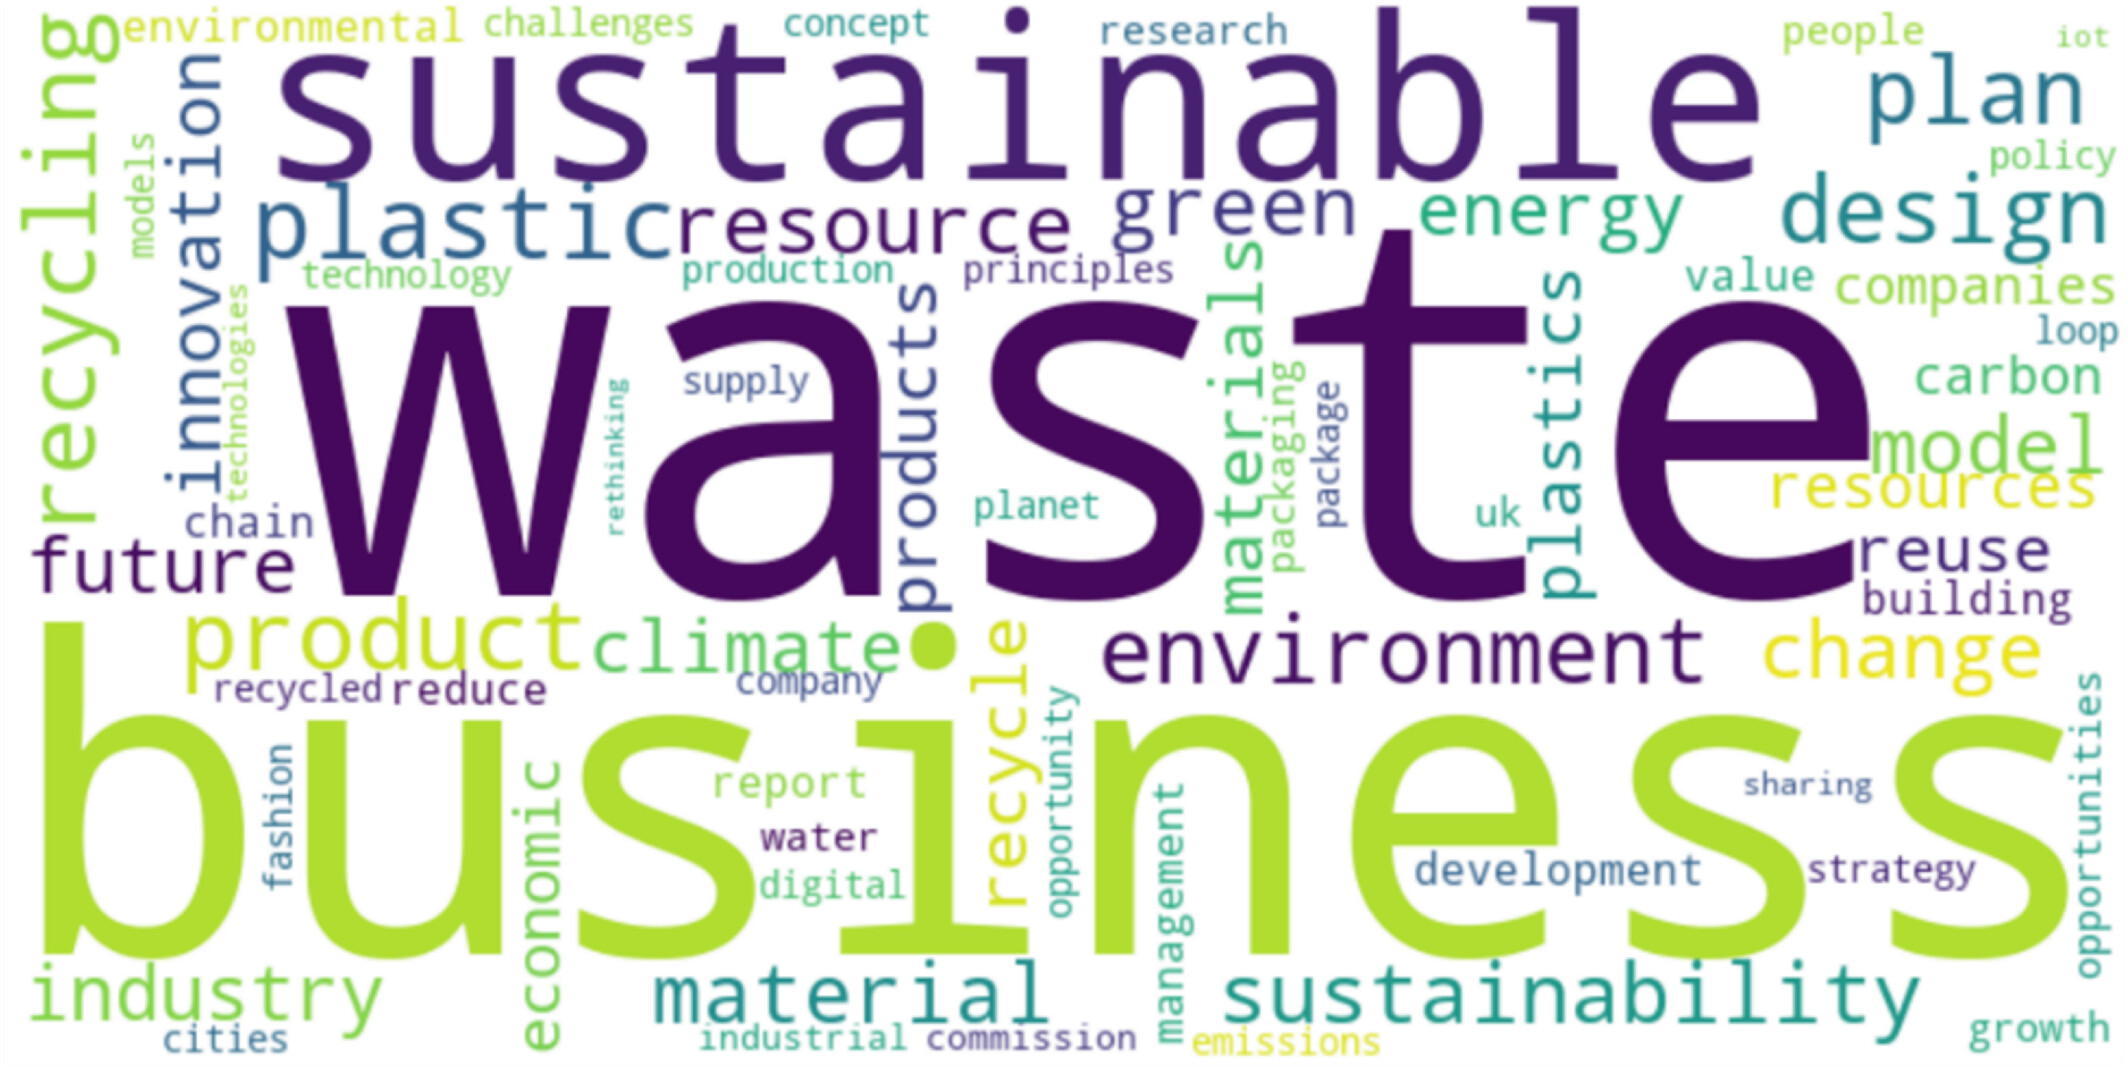 environmental
challenges
concept
research
people
iot
recycling
innovation
sustainable
plan
models
policy
plastic
resource
green
energy
design
technology
production
principles
materials
value
companies
technologies
products
plastics
loop
waste
supply
rethinking
packaging
package
carbon
model
resources
planet
uk
chain
future
reuse
building
product
climate
recycle
environment
change
recycled
reduce
company
opportunity
opportunities
business
fashion
economic
report
water
digital
management
sharing
development
strategy
industry
material
sustainability
cities
industrial
commission
emissions
growth